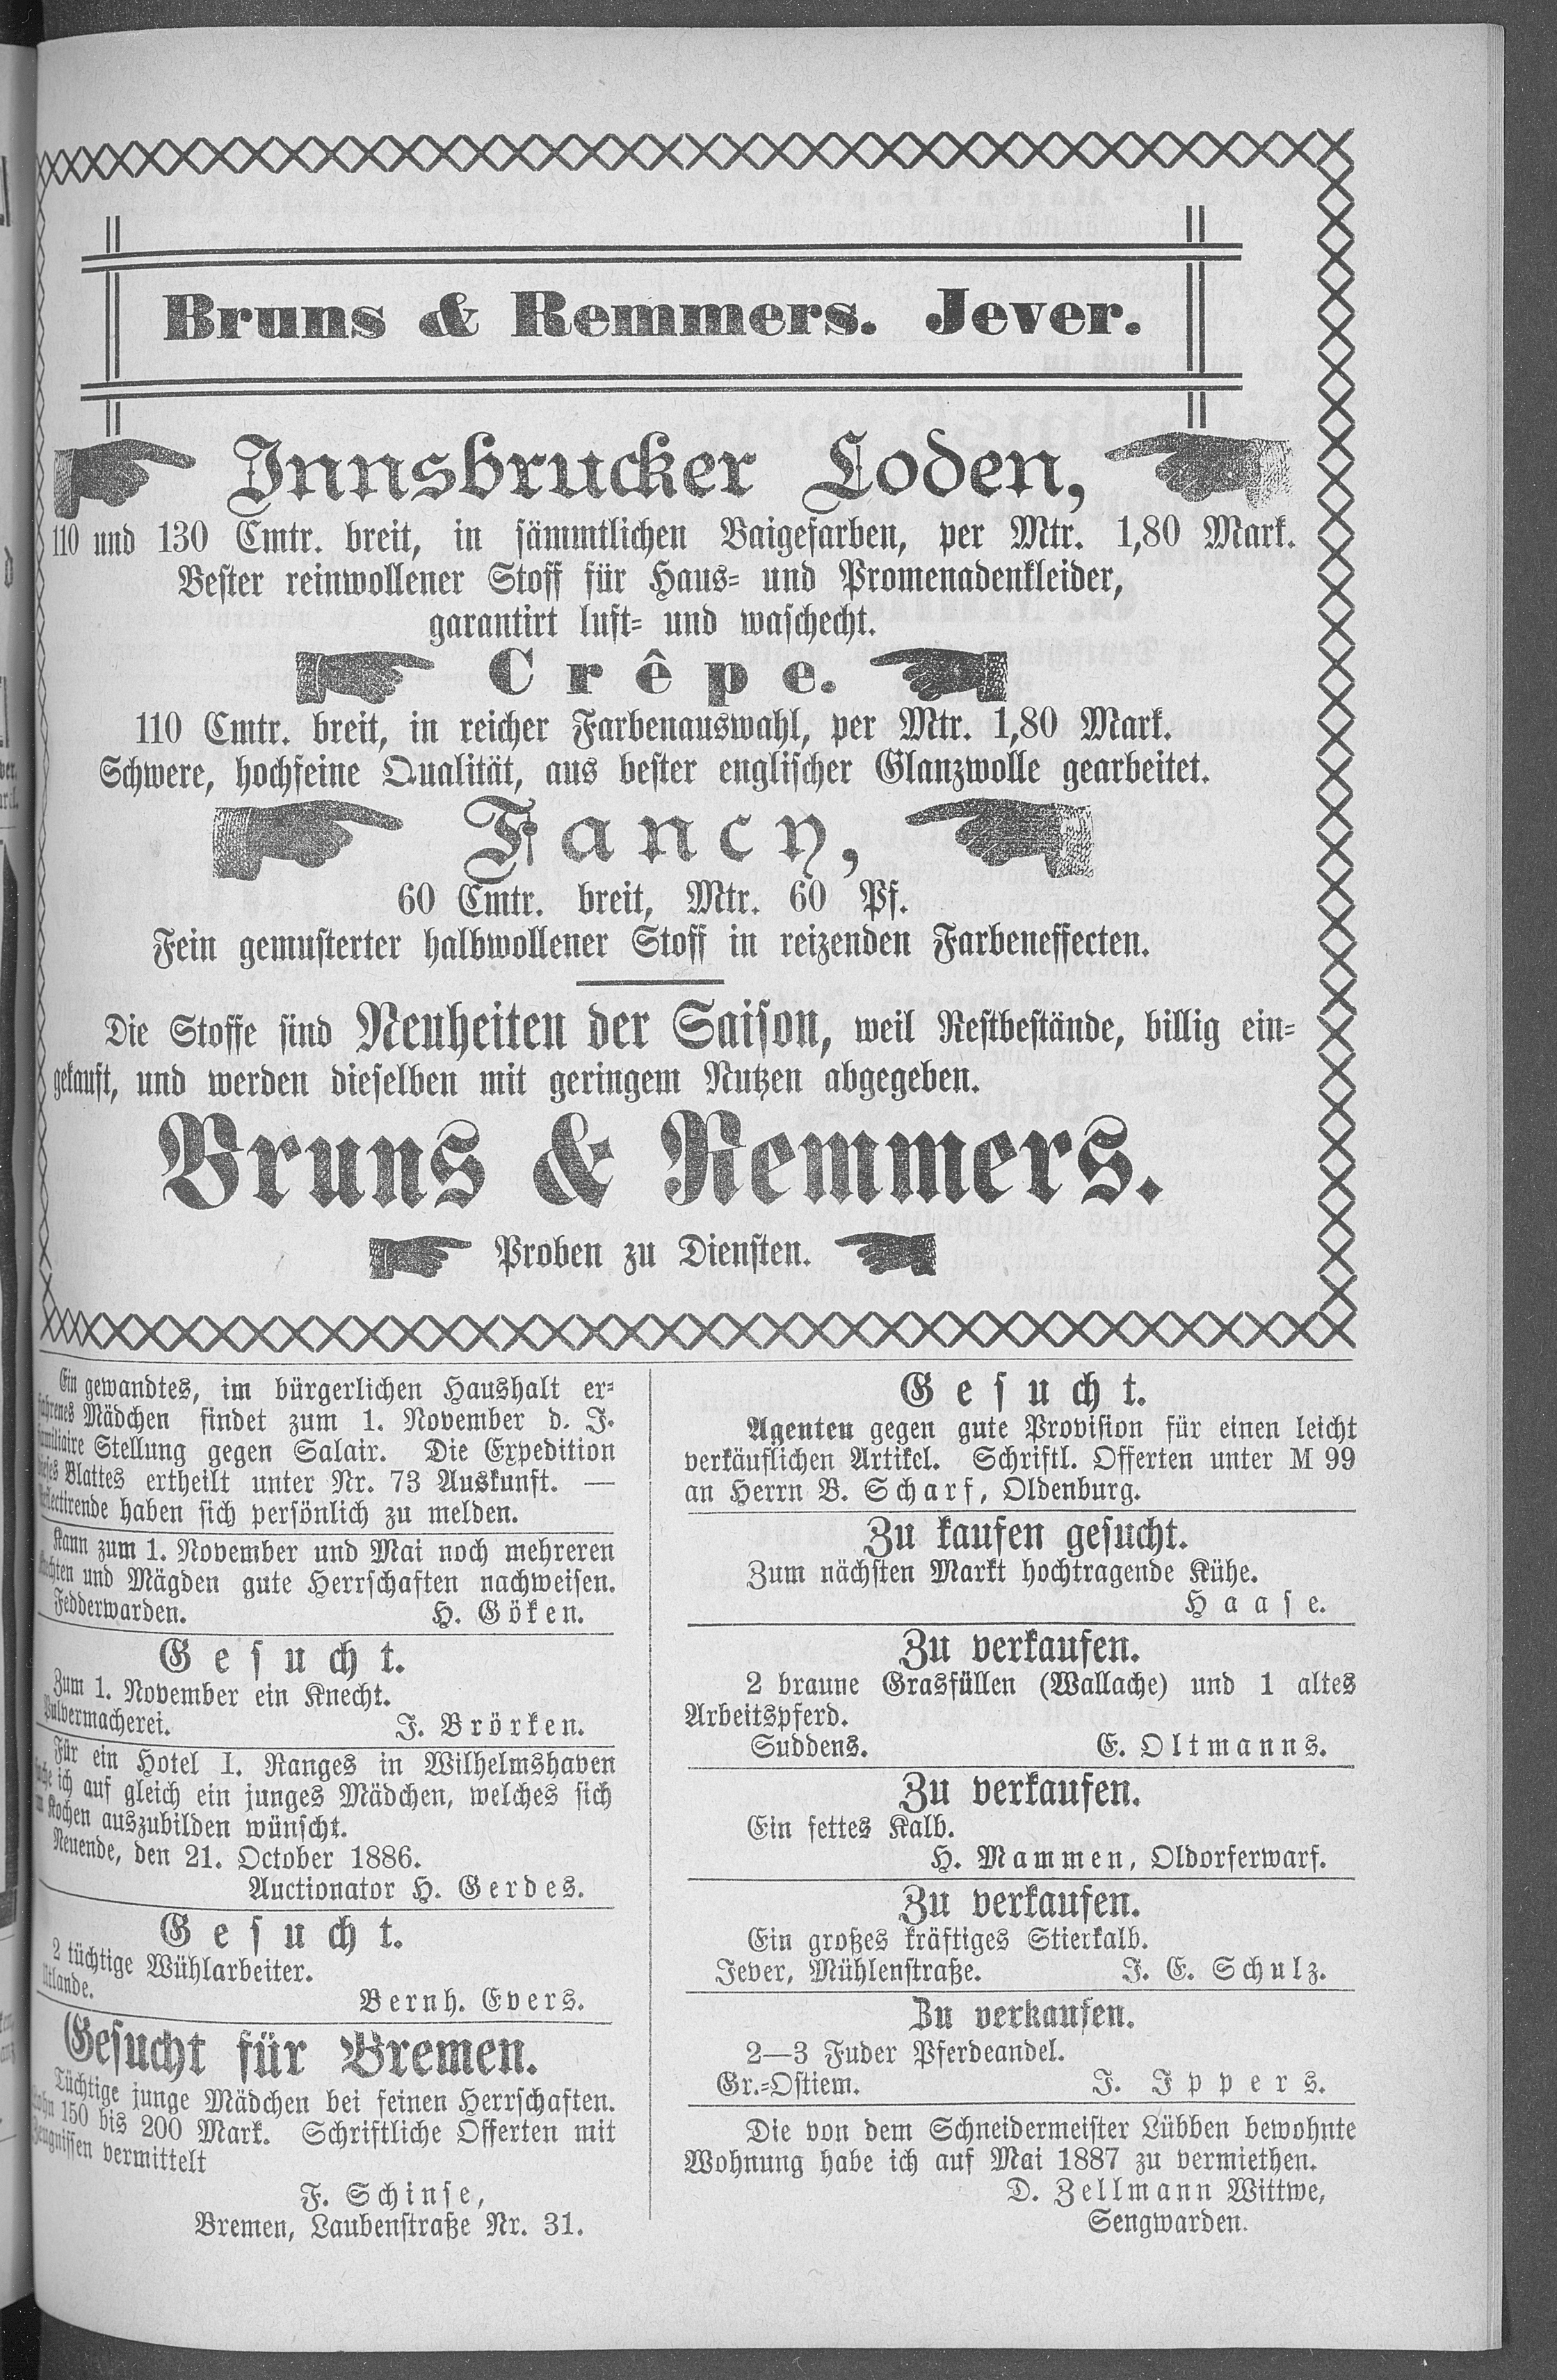 Bruns & Remmers. Jever.
Innsbrucker Loden,
110 und 130 Cmtr. breit, in sämmtlichen Baigefarben, per Mtr. 1,80 Mark.
Bester reinwollener Stoff für Haus- und Promenadenkleider,
garantirt luft- und waschecht.
Crêpe.
110 Cmtr. breit, in reicher Farbenauswahl, per Mtr. 1,80 Mark.
Schwere, hochfeine Qualität, aus bester englischer Glanzwolle gearbeitet.
Fancy,
60 Cmtr. breit, Mtr. 60 Pf.
Fein gemusterter halbwollener Stoff in reizenden Farbeneffecten.
Die Stoffe sind Neuheiten der Saison, weil Restbestände, billig ein-
gekauft, und werden dieselben mit geringem Nutzen abgegeben.
Bruns & Remmers.
Proben zu Diensten.
Ein gewandtes, im bürgerlichen Haushalt er-
fahrenes Mädchen findet zum 1. November d. J.
familiaire Stellung gegen Salair. Die Expedition
dieses Blattes ertheilt unter Nr. 73 Auskunft. —
Reflectirende haben sich persönlich zu melden.
Kann zum 1. November und Mai noch mehreren
Knechten und Mägden gute Herrschaften nachweisen.
Fedderwarden. H. Göken.
Gesucht.
Zum 1. November ein Knecht.
Pulvermacherei. J. Brörken.
Für ein Hotel I. Ranges in Wilhelmshaven
suche ich auf gleich ein junges Mädchen, welches sich
im Kochen auszubilden wünscht.
Neuende, den 21. October 1886.
Auctionator H. Gerdes.
Gesucht.
2 tüchtige Wühlarbeiter.
Utlande. Bernh. Evers.
Gesucht für Bremen.
Tüchtige junge Mädchen bei feinen Herrschaften.
Lohn 150 bis 200 Mark. Schriftliche Offerten mit
Zeugnissen vermittelt
F. Schinse,
Bremen, Laubenstraße Nr. 31.
Gesucht.
Agenten gegen gute Provision für einen leicht
verkäuflichen Artikel. Schriftl. Offerten unter M 99
an Herrn B. Scharf, Oldenburg.
Zu kaufen gesucht.
Zum nächsten Markt hochtragende Kühe.
Haase.
Zu verkaufen.
2 braune Grasfüllen (Wallache) und 1 altes
Arbeitspferd.
Suddens. E. Oltmanns.
Zu verkaufen.
Ein fettes Kalb.
H. Mammen, Oldorferwarf.
Zu verkaufen.
Ein großes kräftiges Stierkalb.
Jever, Mühlenstraße. J. E. Schulz.
Zu verkaufen.
2—3 Fuder Pferdeandel.
Gr.-Ostiem. J. Ippers.
Die von dem Schneidermeister Lübben bewohnte
Wohnung habe ich auf Mai 1887 zu vermiethen.
D. Zellmann Wittwe,
Sengwarden.